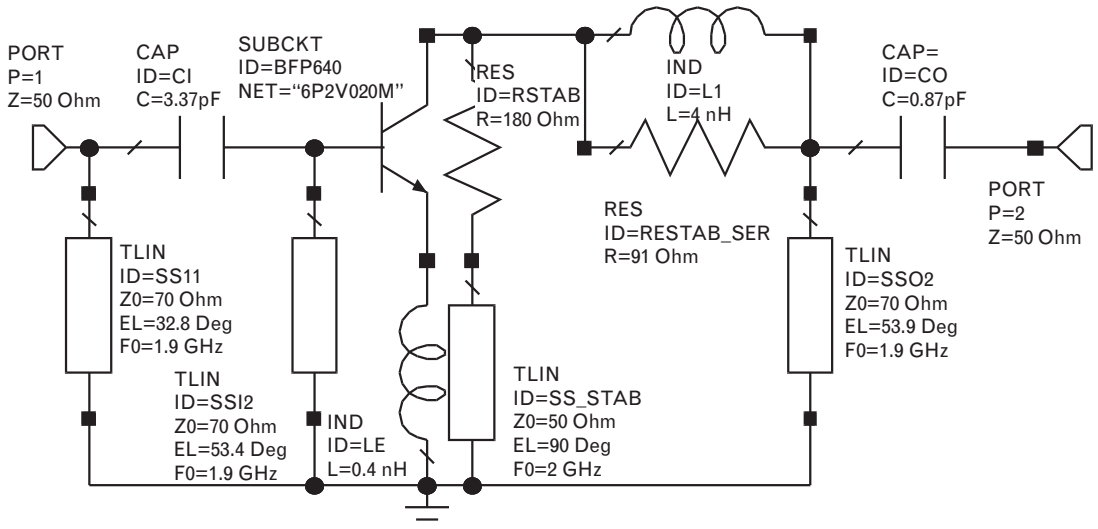 PORT
P=1
Z=50 Ohm
CAP
ID=CI
C=3.37pF
SUBCKT
ID=BFP640
NET=“6P2V020M”
RES
ID=RSTAB
R=180 Ohm
IND
ID=L1
L=4 nH
CAP=
ID=CO
C=0.87pF
PORT
P=2
Z=50 Ohm
RES
ID=RESTAB_SER
R=91 Ohm
TLIN
ID=SS11
Z0=70 Ohm
EL=32.8 Deg
F0=1.9 GHz
TLIN
ID=SSO2
Z0=70 Ohm
EL=53.9 Deg
F0=1.9 GHz
TLIN
ID=SSI2
Z0=70 Ohm
EL=53.4 Deg
F0=1.9 GHz
IND
ID=LE
L=0.4 nH
TLIN
ID=SS_STAB
Z0=50 Ohm
EL=90 Deg
F0=2 GHz